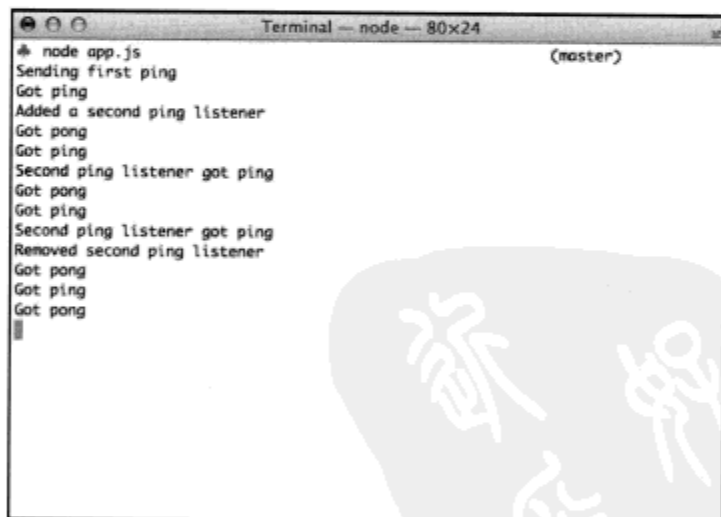 Terminal — node — 80×24
♣ node app.js (master)
Sending first ping
Got ping
Added a second ping listener
Got pong
Got ping
Second ping listener got ping
Got pong
Got ping
Second ping listener got ping
Removed second ping listener
Got pong
Got ping
Got pong